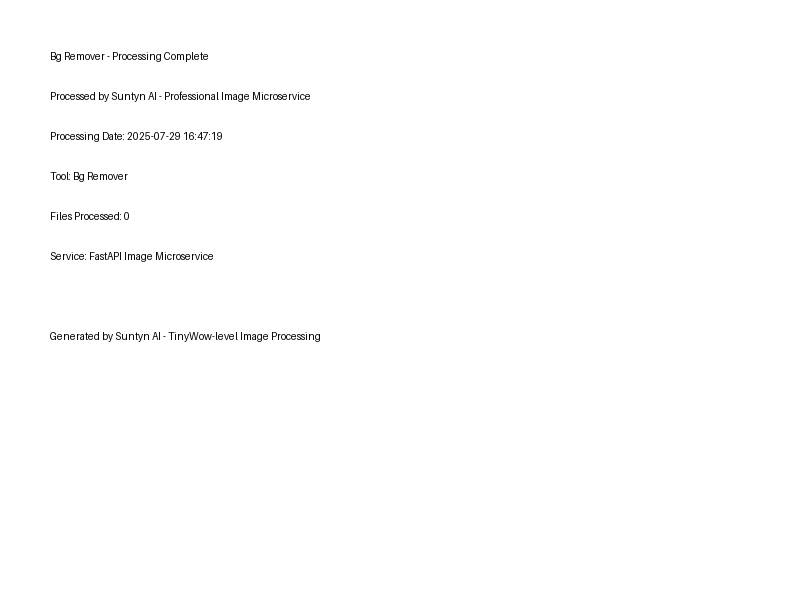 Bg Remover - Processing Complete
Processed by Suntyn AI - Professional Image Microservice
Processing Date: 2025-07-29 16:47:19
Tool: Bg Remover
Files Processed: 0
Service: FastAPI Image Microservice
Generated by Suntyn AI - TinyWow-level Image Processing